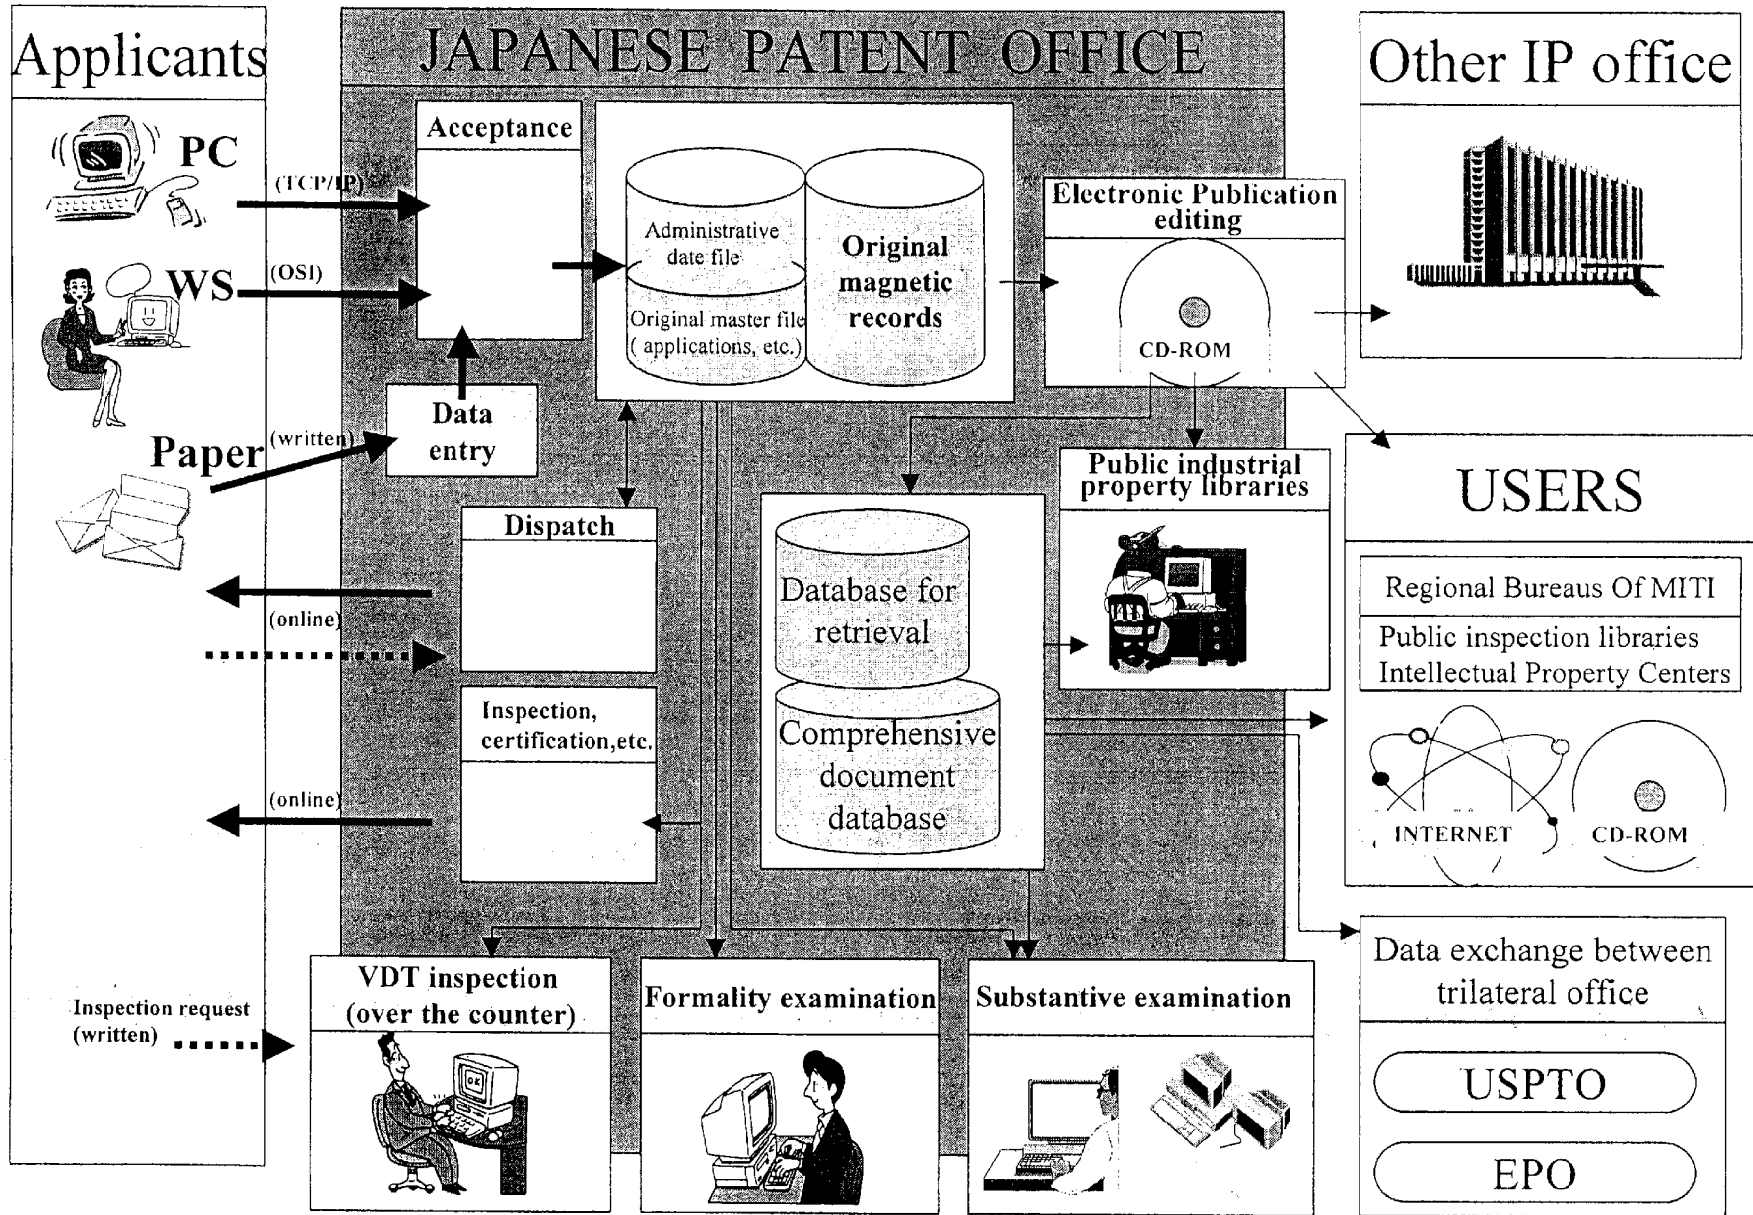 Applicants
PC
(TCP/IP)
WS
(OSI)
Paper
(written)
(online)
(online)
Inspection request
(written)
JAPANESE PATENT OFFICE
Acceptance
Data
entry
Administrative
date file
Original master file
( applications, etc.)
Original
magnetic
records
Electronic Publication
editing
CD-ROM
Dispatch
Inspection,
certification,etc.
Database for
retrieval
Comprehensive
document
database
Public industrial
property libraries
VDT inspection
(over the counter)
OK
Formality examination
Substantive examination
Other IP office
USERS
Regional Bureaus Of MITI
Public inspection libraries
Intellectual Property Centers
INTERNET
CD-ROM
Data exchange between
trilateral office
USPTO
EPO